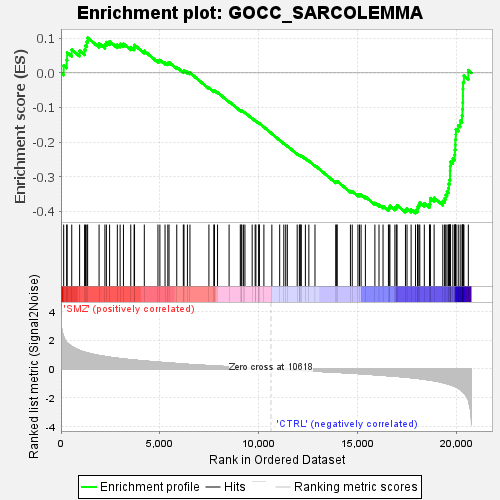 Enrichment plot: GOCC_SARCOLEMMA
Enrichment score (ES)
0.1
0.0
-0.1
-0.2
-0.3
-0.4
'SMZ' (positively correlated)
Ranked list metric (Signal2Noise)
4
2
0
-2
-4
Zero cross at 10618
'CTRL' (negatively correlated)
0
5,000
10,000
15,000
20,000
Rank in Ordered Dataset
Enrichment profile
Hits
Ranking metric scores